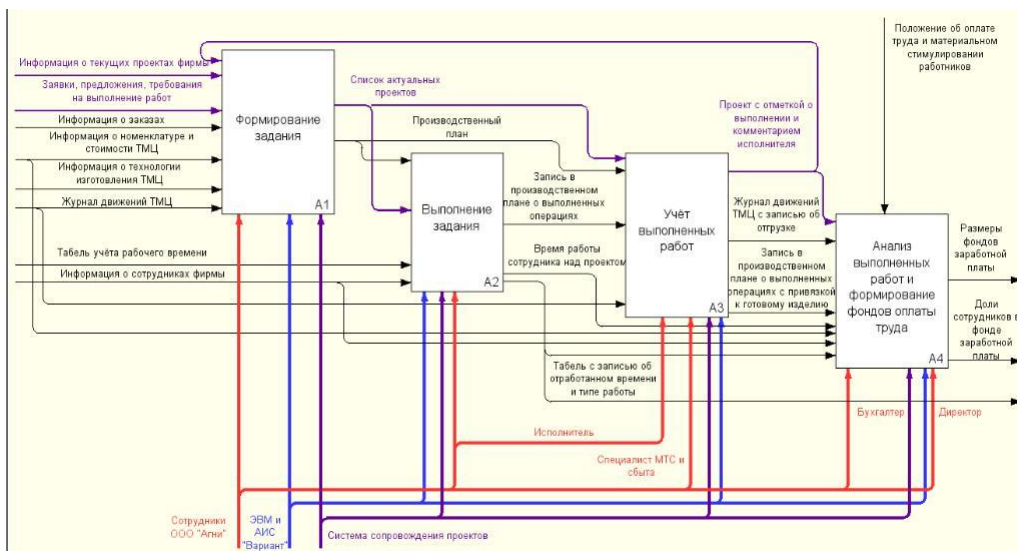 Положение об оплате
труда и материальном
стимулировании
работников
Информация о текущих проектах фирмы
Заявки, предложения, требования
на выполнение работ
Информация о заказах
Информация о номенклатуре и
стоимости ТМЦ
Информация о технологии
изготовления ТМЦ
Журнал движений ТМЦ
Табель учёта рабочего времени
Информация о сотрудниках фирмы
Формирование
задания
A1
Список актуальных
проектов
Производственный
план
Выполнение
задания
A2
Запись в
производственном
плане о выполненных
операциях
Время работы
сотрудника над проектом
Табель с записью об
отработанном времени
и типе работы
Учёт
выполненных
работ
A3
Проект с отметкой о
выполнении и
комментарием
исполнителя
Журнал движений
ТМЦ с записью об
отгрузке
Запись в
производственном
плане о выполненных
операциях с привязкой
к готовому изделию
Анализ
выполненных
работ и
формирование
фондов оплаты
труда
A4
Размеры
фондов
заработной
платы
Доли
сотрудников в
фонде
заработной
платы
Бухгалтер
Директор
Исполнитель
Специалист МТС и
сбыта
Сотрудники
ООО "Агни"
ЭВМ и
АИС
"Вариант"
Система сопровождения проектов